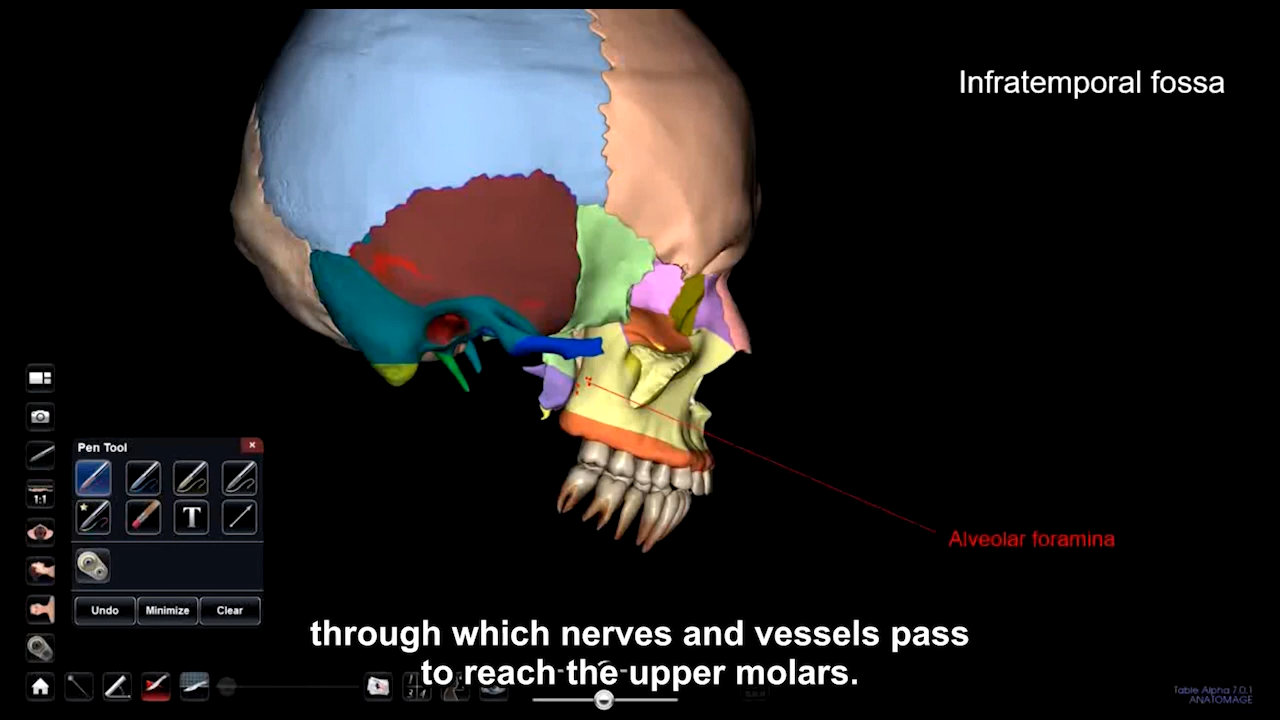 Infratemporal fossa
Alveolar foramina
Pen Tool
T
1:1
Undo Minimize Clear
through which nerves and vessels pass
to reach the upper molars.
Table Alpha 7.0.1
ANATOMAGE